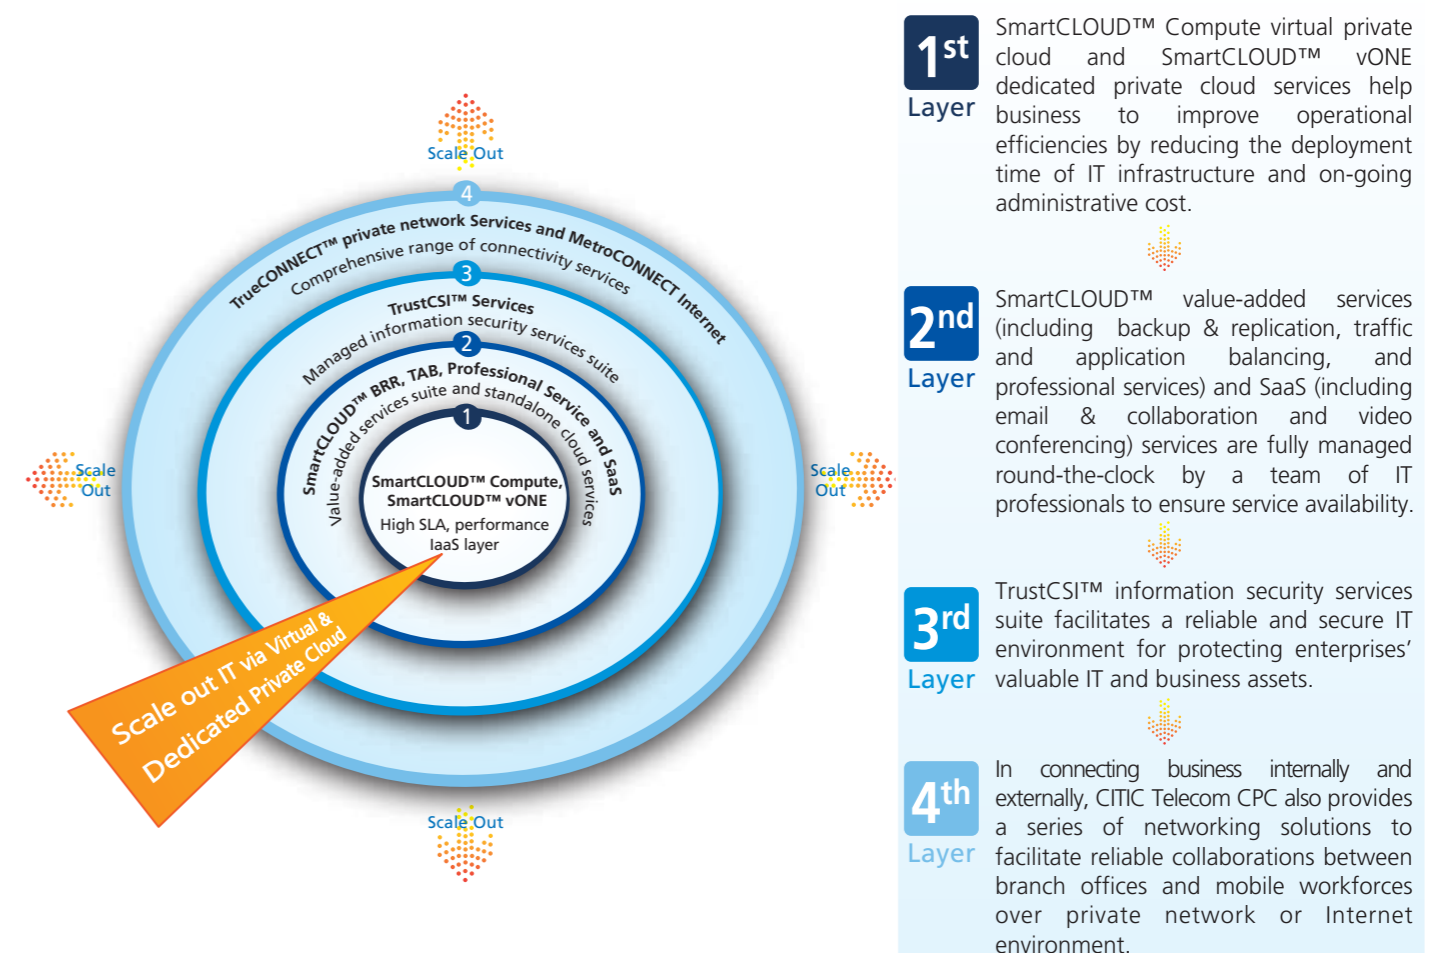 Scale Out
4
TrueCONNECT™ private network Services and MetroCONNECT Internet
Comprehensive range of connectivity services
3
TrustCSI™ Services
Managed information security services suite
2
SmartCLOUD™ BRR, TAB, Professional Service and SaaS
Value-added services suite and standalone cloud services
1
SmartCLOUD™ Compute,
SmartCLOUD™ vONE
High SLA, performance
IaaS layer
Scale
Out
Scale
Out
Scale out IT via Virtual &
Dedicated Private Cloud
Scale Out
1st
Layer
SmartCLOUD™ Compute virtual private
cloud and SmartCLOUD™ vONE
dedicated private cloud services help
business to improve operational
efficiencies by reducing the deployment
time of IT infrastructure and on-going
administrative cost.
2nd
Layer
SmartCLOUD™ value-added services
(including backup & replication, traffic
and application balancing, and
professional services) and SaaS (including
email & collaboration and video
conferencing) services are fully managed
round-the-clock by a team of IT
professionals to ensure service availability.
3rd
Layer
TrustCSI™ information security services
suite facilitates a reliable and secure IT
environment for protecting enterprises’
valuable IT and business assets.
4th
Layer
In connecting business internally and
externally, CITIC Telecom CPC also provides
a series of networking solutions to
facilitate reliable collaborations between
branch offices and mobile workforces
over private network or Internet
environment.